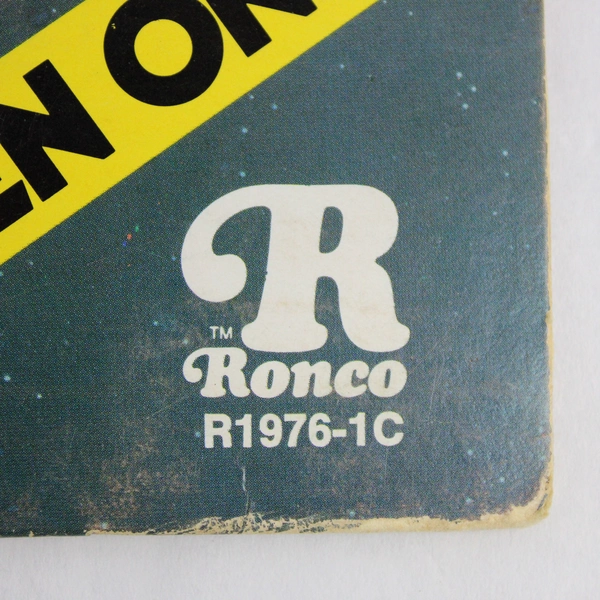 EN ON
R
TM
Ronco
R1976-1C